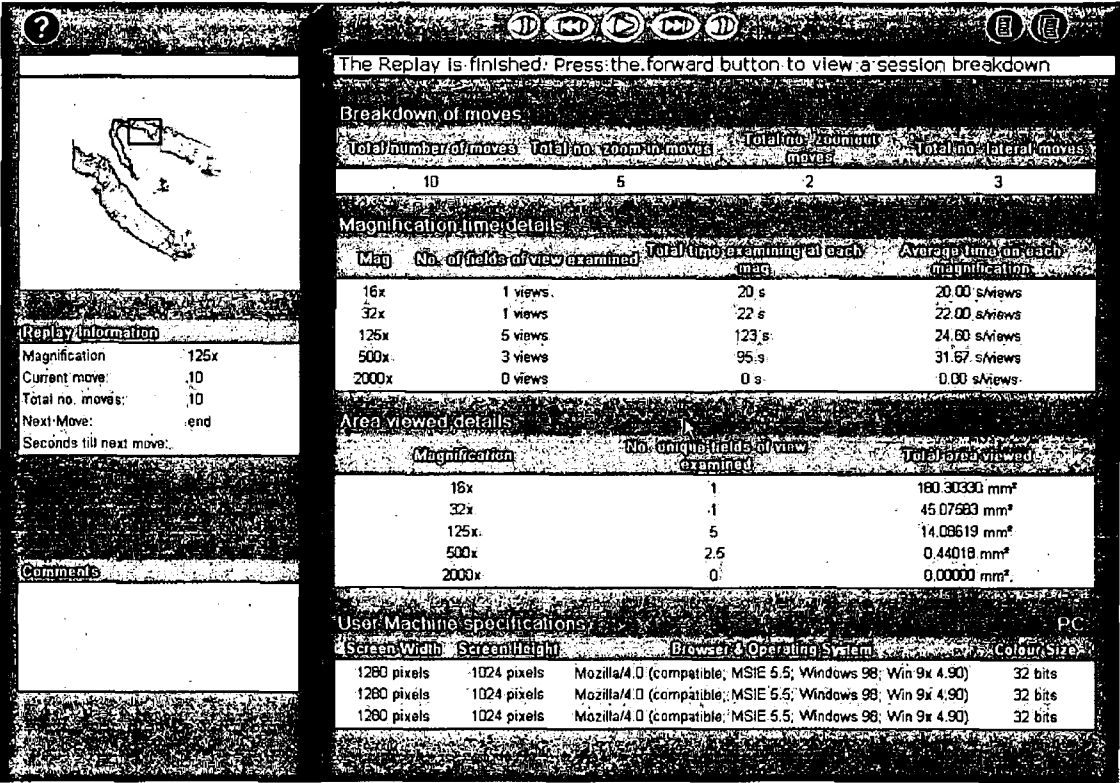 ?
The Replay is finished. Press the forward button to view a session breakdown
Breakdown of moves
Total number of moves Total no. zoom in moves Total no. zoomout moves Total no. lateral moves
10 5 2 3
Magnification time details
Mag No. of fields of view examined Total time examining at each mag Average time on each magnification
16x 1 views 20 s 20.00 s/views
32x 1 views 22 s 22.00 s/views
125x 5 views 123 s 24.60 s/views
500x 3 views 95 s 31.67 s/views
2000x 0 views 0 s 0.00 s/views
Replay Information
Magnification 125x
Current move: 10
Total no. moves: 10
Next Move: end
Seconds till next move:
Area viewed details
Magnification No. unique fields of view examined Total area viewed
16x 1 180.30330 mm²
32x 1 45.07583 mm²
125x 5 14.08619 mm²
500x 2.5 0.44018 mm²
2000x 0 0.00000 mm²
Comments
User Machine specifications PC
Screen Width Screen Height Browser & Operating System Colour Size
1280 pixels 1024 pixels Mozilla/4.0 (compatible; MSIE 5.5; Windows 98; Win 9x 4.90) 32 bits
1280 pixels 1024 pixels Mozilla/4.0 (compatible; MSIE 5.5; Windows 98; Win 9x 4.90) 32 bits
1280 pixels 1024 pixels Mozilla/4.0 (compatible; MSIE 5.5; Windows 98; Win 9x 4.90) 32 bits